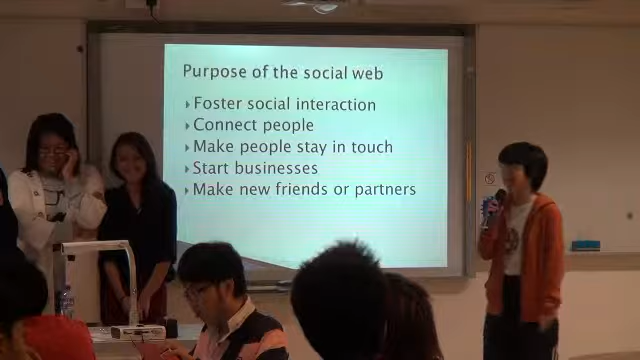 Purpose of the social web
Foster social interaction
Connect people
Make people stay in touch
Start businesses
Make new friends or partners